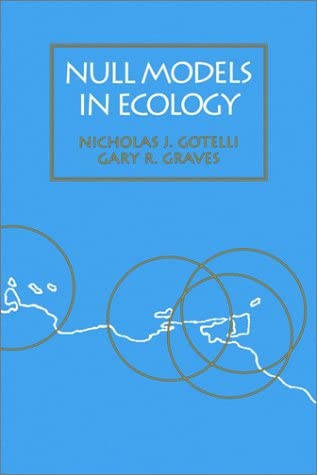 NULL MODELS
IN ECOLOGY
NICHOLAS J. GOTELLI
GARY R. GRAVES